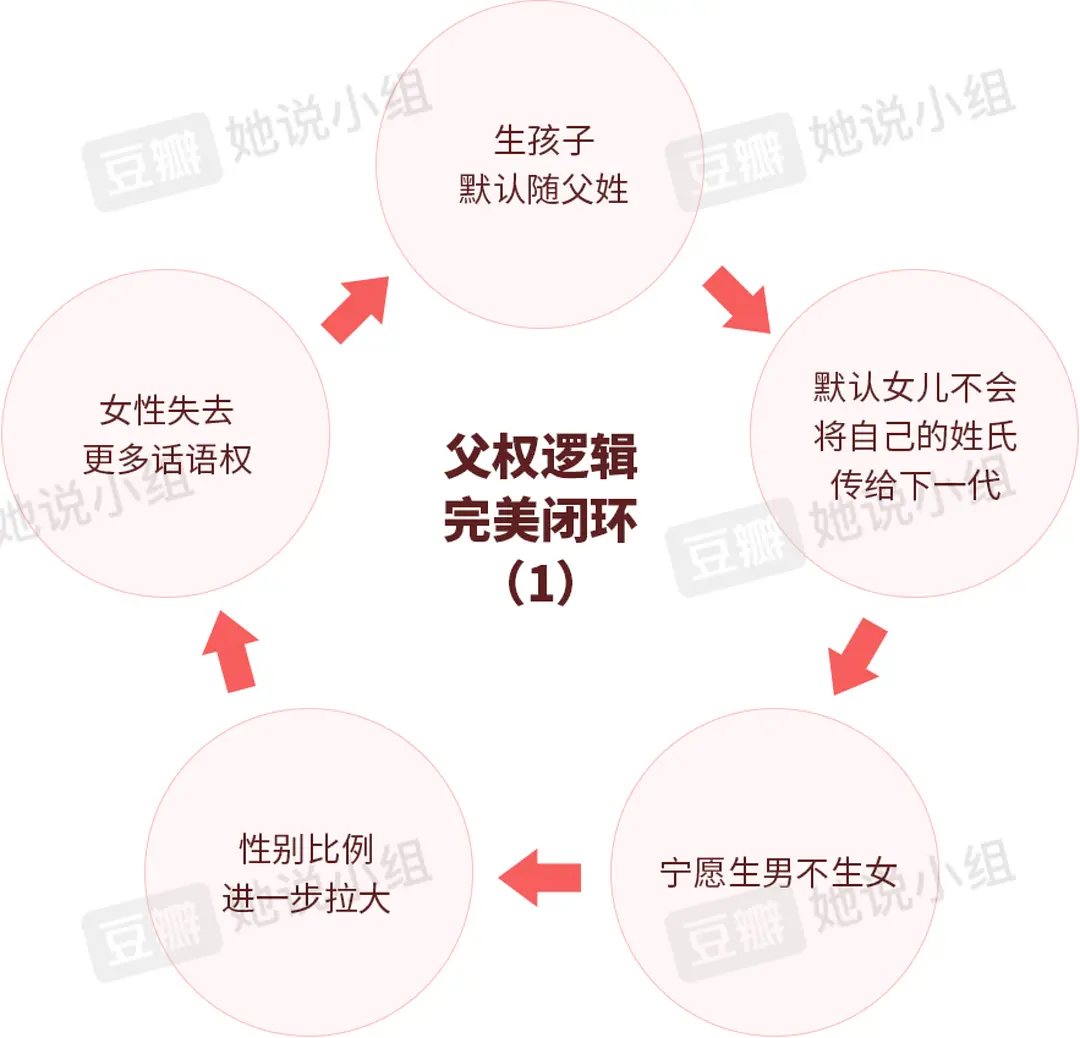 豆瓣 她说小组
豆瓣 她说小组
生孩子
默认随父姓
默认女儿不会
将自己的姓氏
传给下一代
女性失去
更多话语权
父权逻辑
完美闭环
（1）
她说小组
豆瓣 她说小组
宁愿生男不生女
性别比例
进一步拉大
豆瓣 她说小组
豆瓣 她说小组